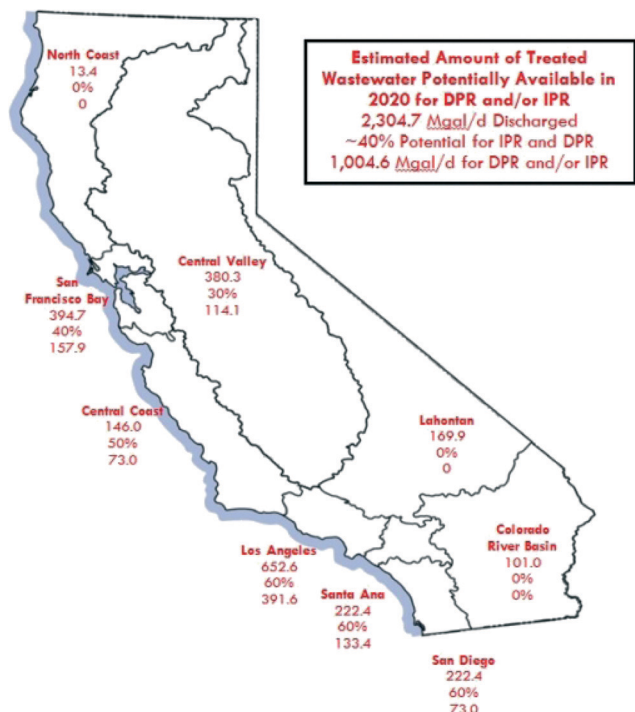 North Coast
13.4
0%
0
Estimated Amount of Treated
Wastewater Potentially Available in
2020 for DPR and/or IPR
2,304.7 Mgal/d Discharged
~40% Potential for IPR and DPR
1,004.6 Mgal/d for DPR and/or IPR
Central Valley
380.3
30%
114.1
San
Francisco Bay
394.7
40%
157.9
Central Coast
146.0
50%
73.0
Lahontan
169.9
0%
0
Colorado
River Basin
101.0
0%
0%
Los Angeles
652.6
60%
391.6
Santa Ana
222.4
60%
133.4
San Diego
222.4
60%
73.0